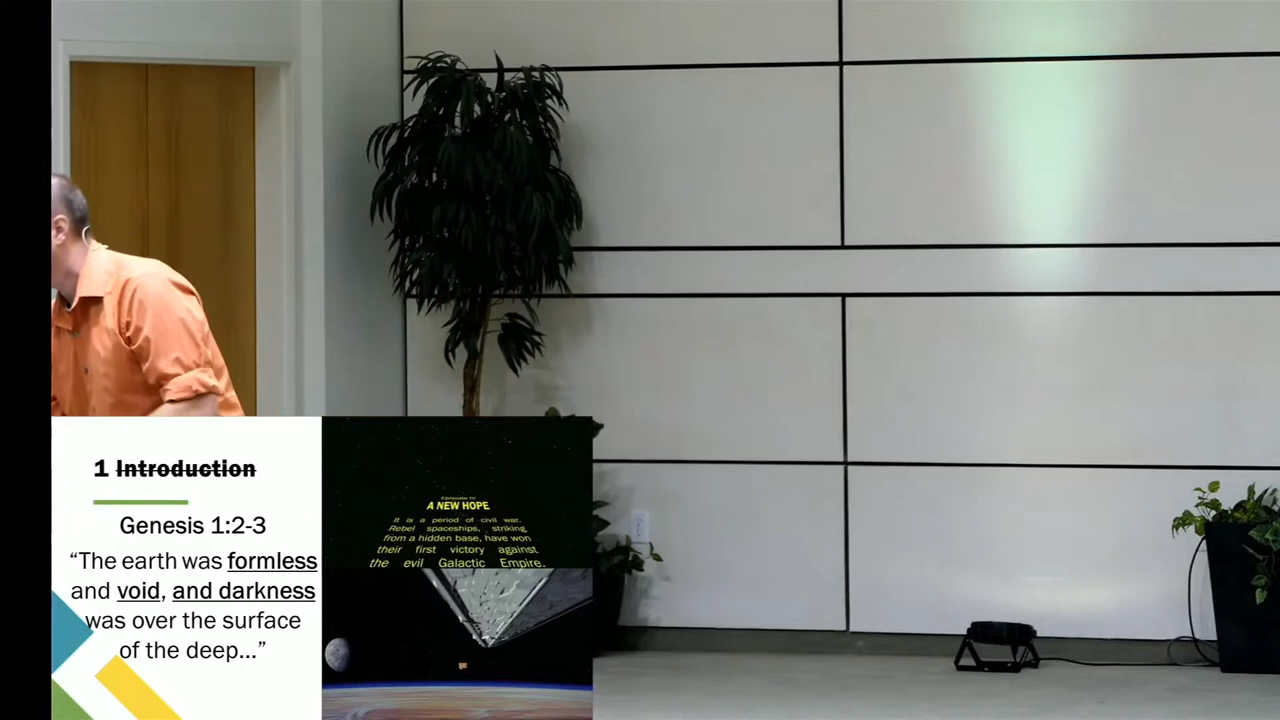 1 Introduction
Genesis 1:2-3
“The earth was formless
and void, and darkness
was over the surface
of the deep...”
Episode IV
A NEW HOPE
It is a period of civil war.
Rebel spaceships, striking
from a hidden base, have won
their first victory against
the evil Galactic Empire.